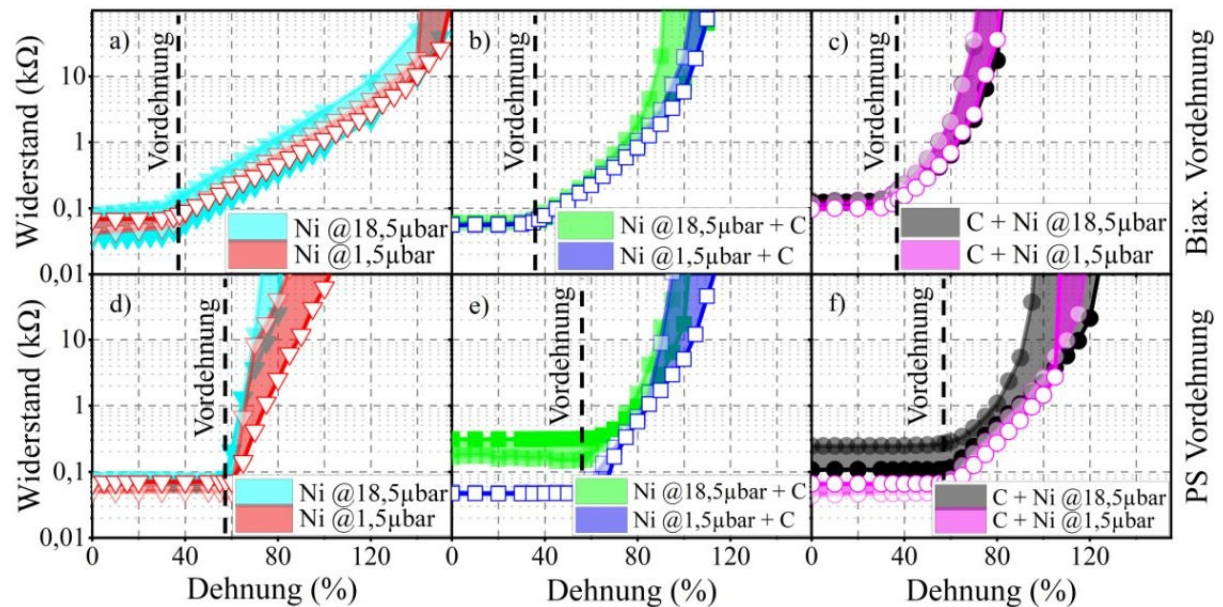 Widerstand (kΩ)
10
1
0,1
0,01
a)
Vordehnung
Ni @18,5µbar
Ni @1,5µbar
b)
Vordehnung
Ni @18,5µbar + C
Ni @1,5µbar + C
c)
Vordehnung
C + Ni @18,5µbar
C + Ni @1,5µbar
Biax. Vordehnung
Widerstand (kΩ)
10
1
0,1
0,01
d)
Vordehnung
Ni @18,5µbar
Ni @1,5µbar
e)
Vordehnung
Ni @18,5µbar + C
Ni @1,5µbar + C
f)
Vordehnung
C + Ni @18,5µbar
C + Ni @1,5µbar
PS Vordehnung
0 40 80 120 0 40 80 120 0 40 80 120
Dehnung (%) Dehnung (%) Dehnung (%)